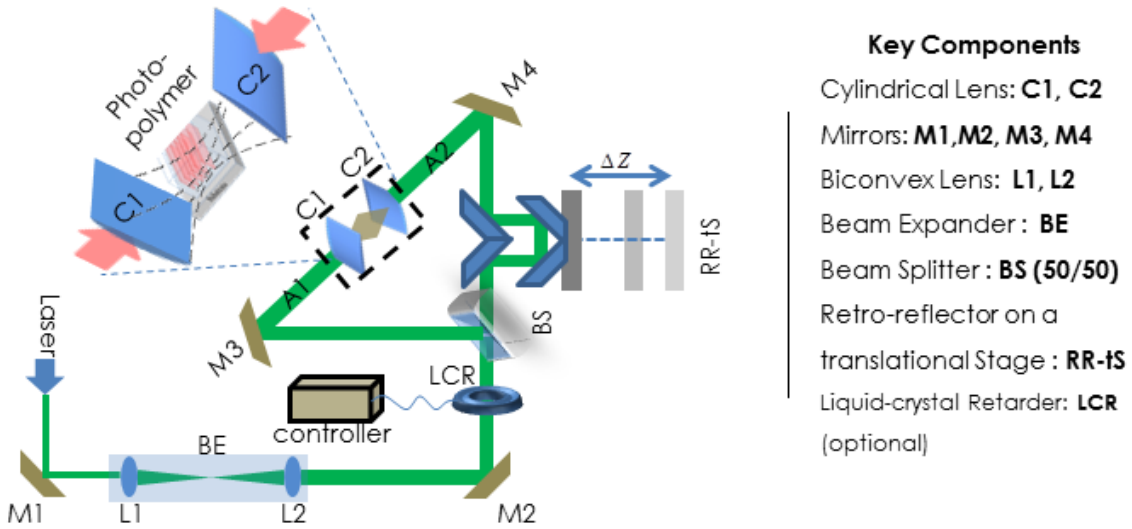 Photo-
polymer
C2
C1
M4
A2
C2
C1
A1
ΔZ
RR-tS
BS
M3
Laser
LCR
controller
BE
M1
L1
L2
M2
Key Components
Cylindrical Lens: C1, C2
Mirrors: M1,M2, M3, M4
Biconvex Lens: L1, L2
Beam Expander : BE
Beam Splitter : BS (50/50)
Retro-reflector on a
translational Stage : RR-tS
Liquid-crystal Retarder: LCR
(optional)